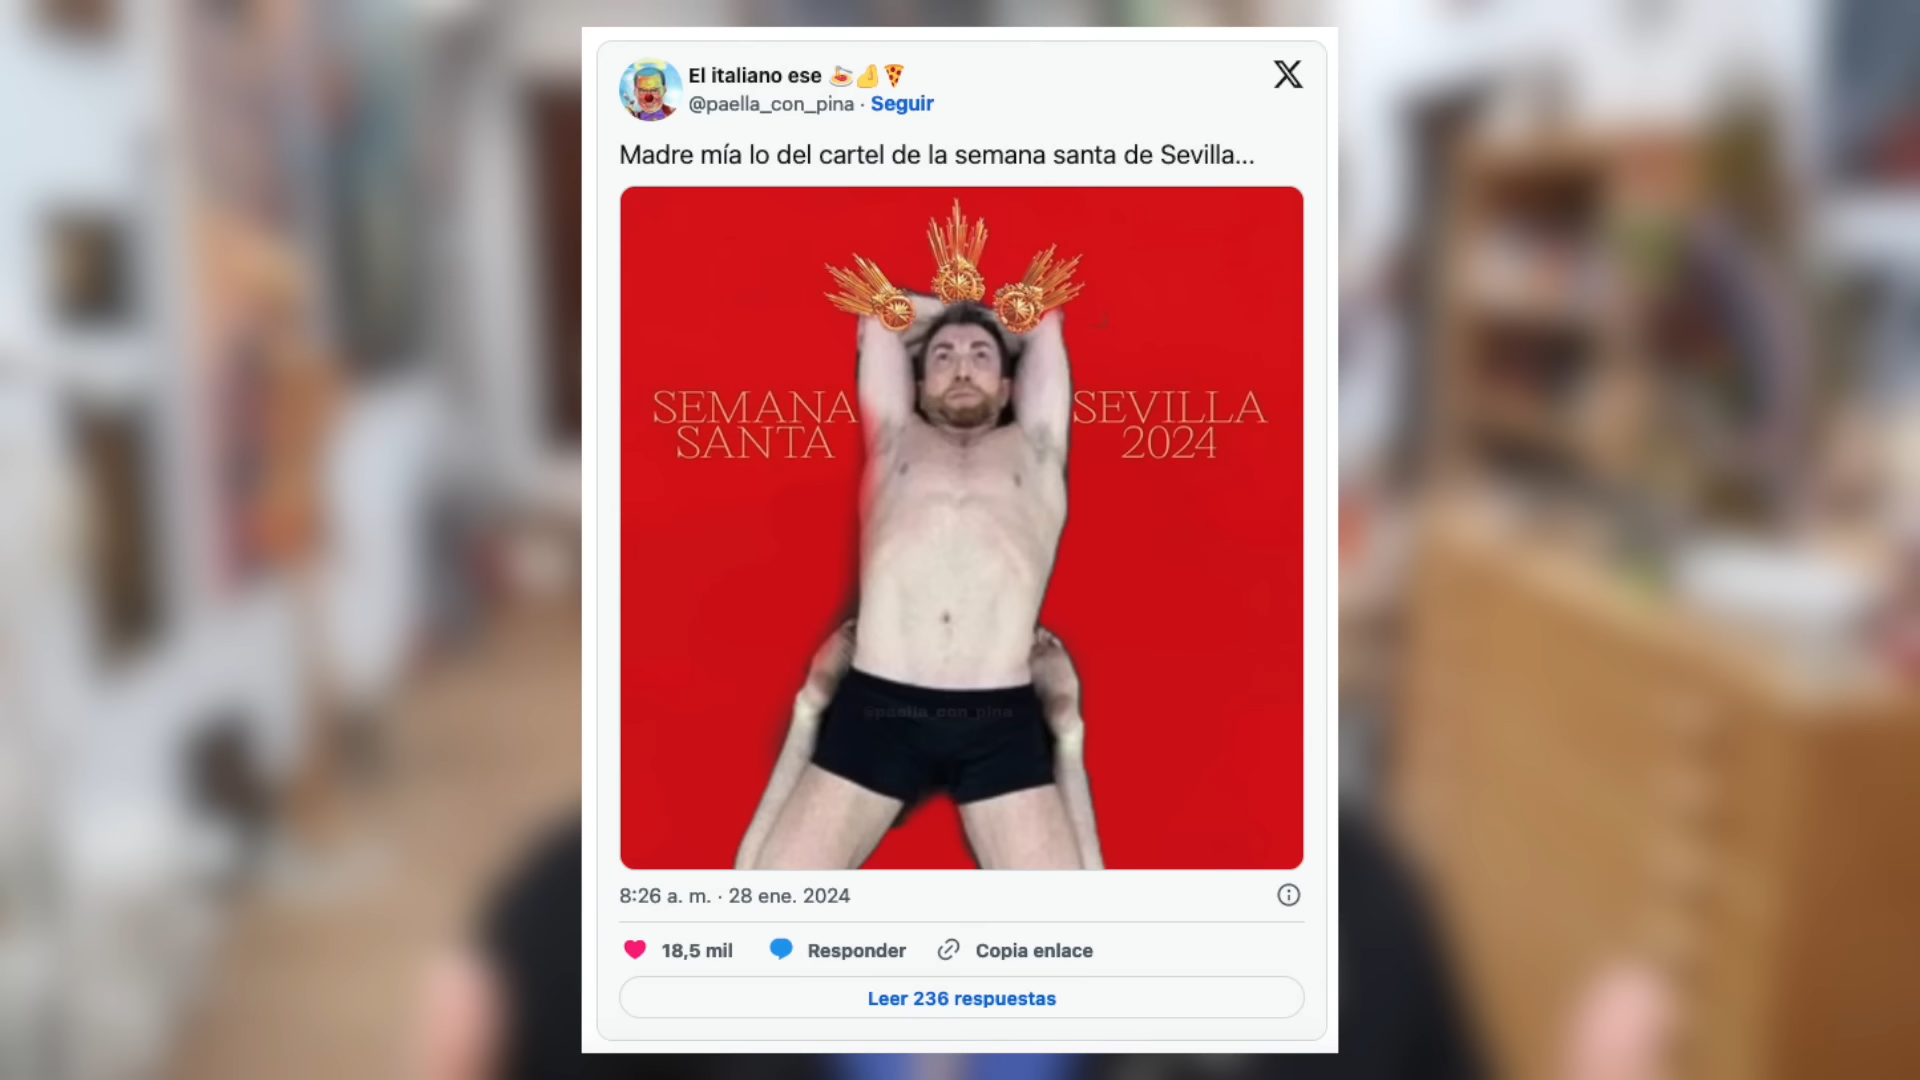 El italiano ese 🍝🤌🍕
@paella_con_pina · Seguir
Madre mía lo del cartel de la semana santa de Sevilla...
SEMANA SANTA
SEVILLA 2024
@paella_con_pina
8:26 a. m. · 28 ene. 2024
18,5 mil Responder Copia enlace
Leer 236 respuestas